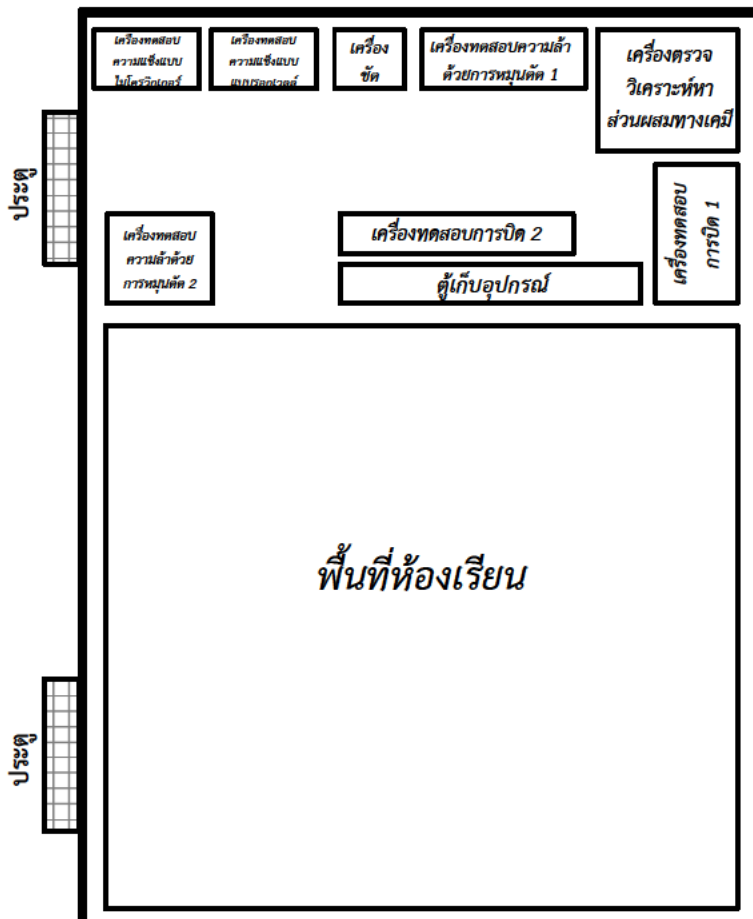 เครื่องทดสอบ
ความแข็งแบบ
ไมโครวิกเกอร์
เครื่องทดสอบ
ความแข็งแบบ
แบบรอกเวลล์
เครื่อง
ขัด
เครื่องทดสอบความล้า
ด้วยการหมุนดัด 1
เครื่องตรวจ
วิเคราะห์หา
ส่วนผสมทางเคมี
ประตู
เครื่องทดสอบ
ความล้าด้วย
การหมุนดัด 2
เครื่องทดสอบการบิด 2
ตู้เก็บอุปกรณ์
เครื่องทดสอบ
การบิด 1
พื้นที่ห้องเรียน
ประตู